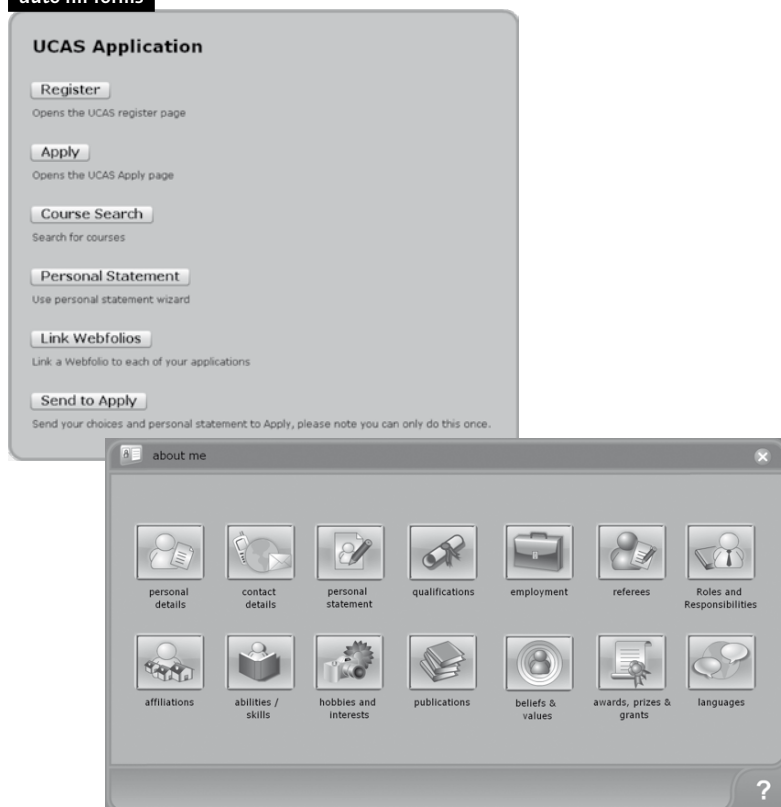 auto fill forms
UCAS Application
Register
Opens the UCAS register page
Apply
Opens the UCAS Apply page
Course Search
Search for courses
Personal Statement
Use personal statement wizard
Link Webfolios
Link a Webfolio to each of your applications
Send to Apply
Send your choices and personal statement to Apply, please note you can only do this once.
about me
personal
details
contact
details
personal
statement
qualifications
employment
referees
Roles and
Responsibilities
affiliations
abilities /
skills
hobbies and
interests
publications
beliefs &
values
awards, prizes &
grants
languages
?